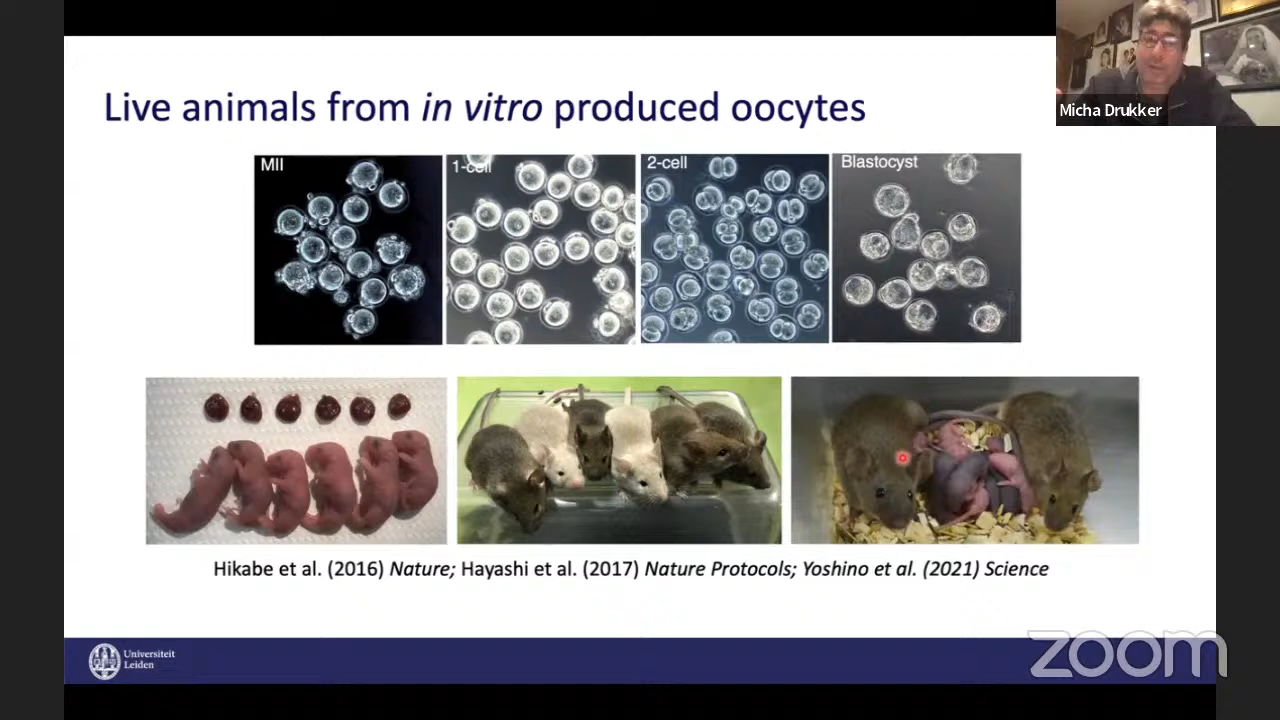 Micha Drukker
Live animals from in vitro produced oocytes
MII
1-cell
2-cell
Blastocyst
Hikabe et al. (2016) Nature; Hayashi et al. (2017) Nature Protocols; Yoshino et al. (2021) Science
Universiteit
Leiden
zoom